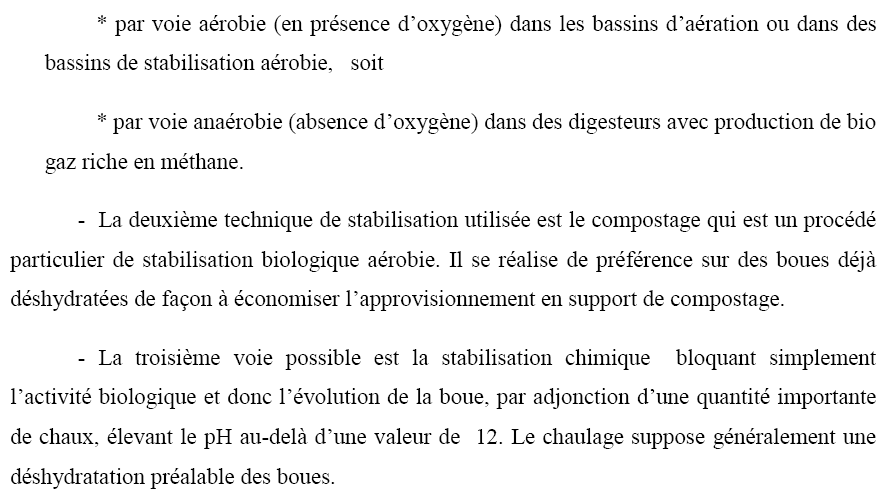 * par voie aérobie (en présence d’oxygène) dans les bassins d’aération ou dans des
bassins de stabilisation aérobie, soit
* par voie anaérobie (absence d’oxygène) dans des digesteurs avec production de bio
gaz riche en méthane.
- La deuxième technique de stabilisation utilisée est le compostage qui est un procédé
particulier de stabilisation biologique aérobie. Il se réalise de préférence sur des boues déjà
déshydratées de façon à économiser l’approvisionnement en support de compostage.
- La troisième voie possible est la stabilisation chimique bloquant simplement
l’activité biologique et donc l’évolution de la boue, par adjonction d’une quantité importante
de chaux, élevant le pH au-delà d’une valeur de 12. Le chaulage suppose généralement une
déshydratation préalable des boues.